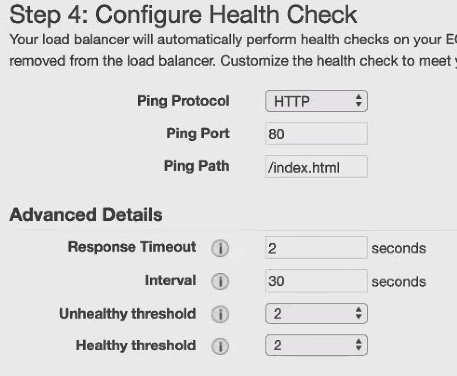 Step 4: Configure Health Check
Your load balancer will automatically perform health checks on your
removed from the load balancer. Customize the health check to meet
Ping Protocol HTTP
Ping Port 80
Ping Path /index.html
Advanced Details
Response Timeout i 2 seconds
Interval i 30 seconds
Unhealthy threshold i 2
Healthy threshold i 2